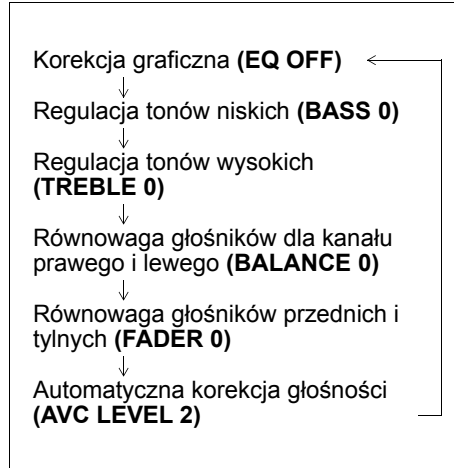 Korekcja graficzna (EQ OFF)
Regulacja tonów niskich (BASS 0)
Regulacja tonów wysokich
(TREBLE 0)
Równowaga głośników dla kanału
prawego i lewego (BALANCE 0)
Równowaga głośników przednich i
tylnych (FADER 0)
Automatyczna korekcja głośności
(AVC LEVEL 2)